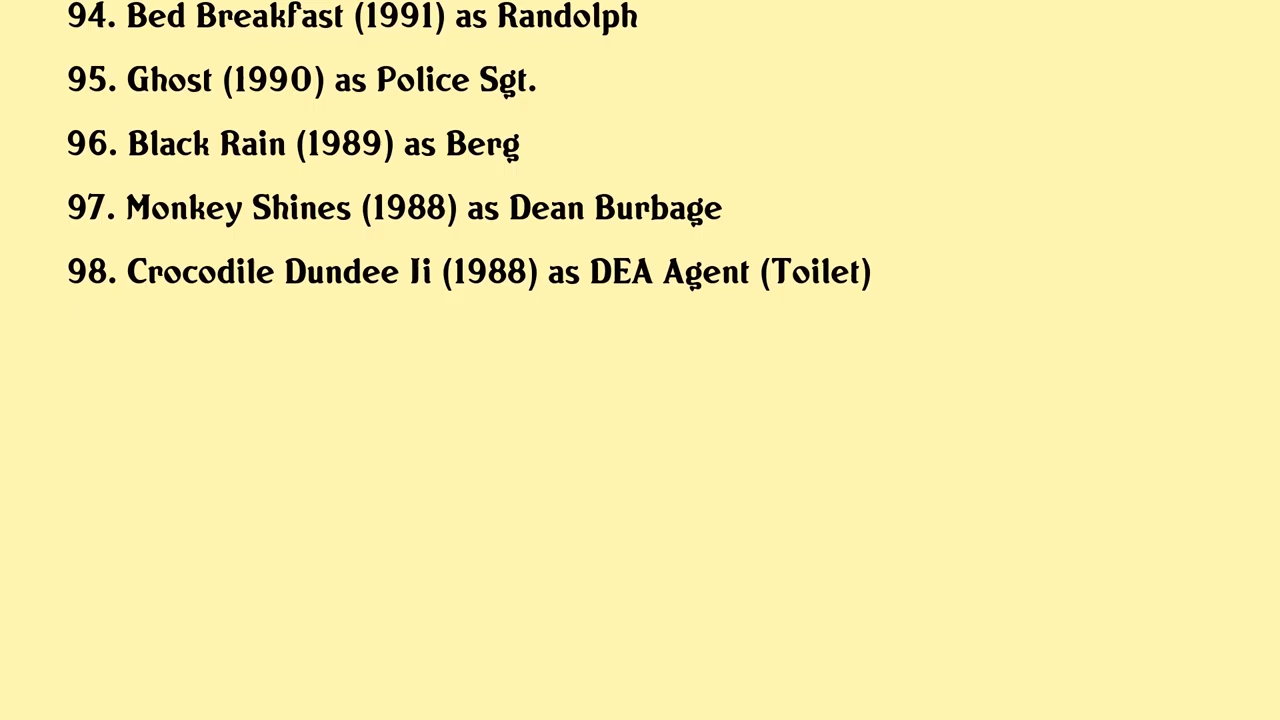 94. Bed Breakfast (1991) as Randolph
95. Ghost (1990) as Police Sgt.
96. Black Rain (1989) as Berg
97. Monkey Shines (1988) as Dean Burbage
98. Crocodile Dundee Ii (1988) as DEA Agent (Toilet)